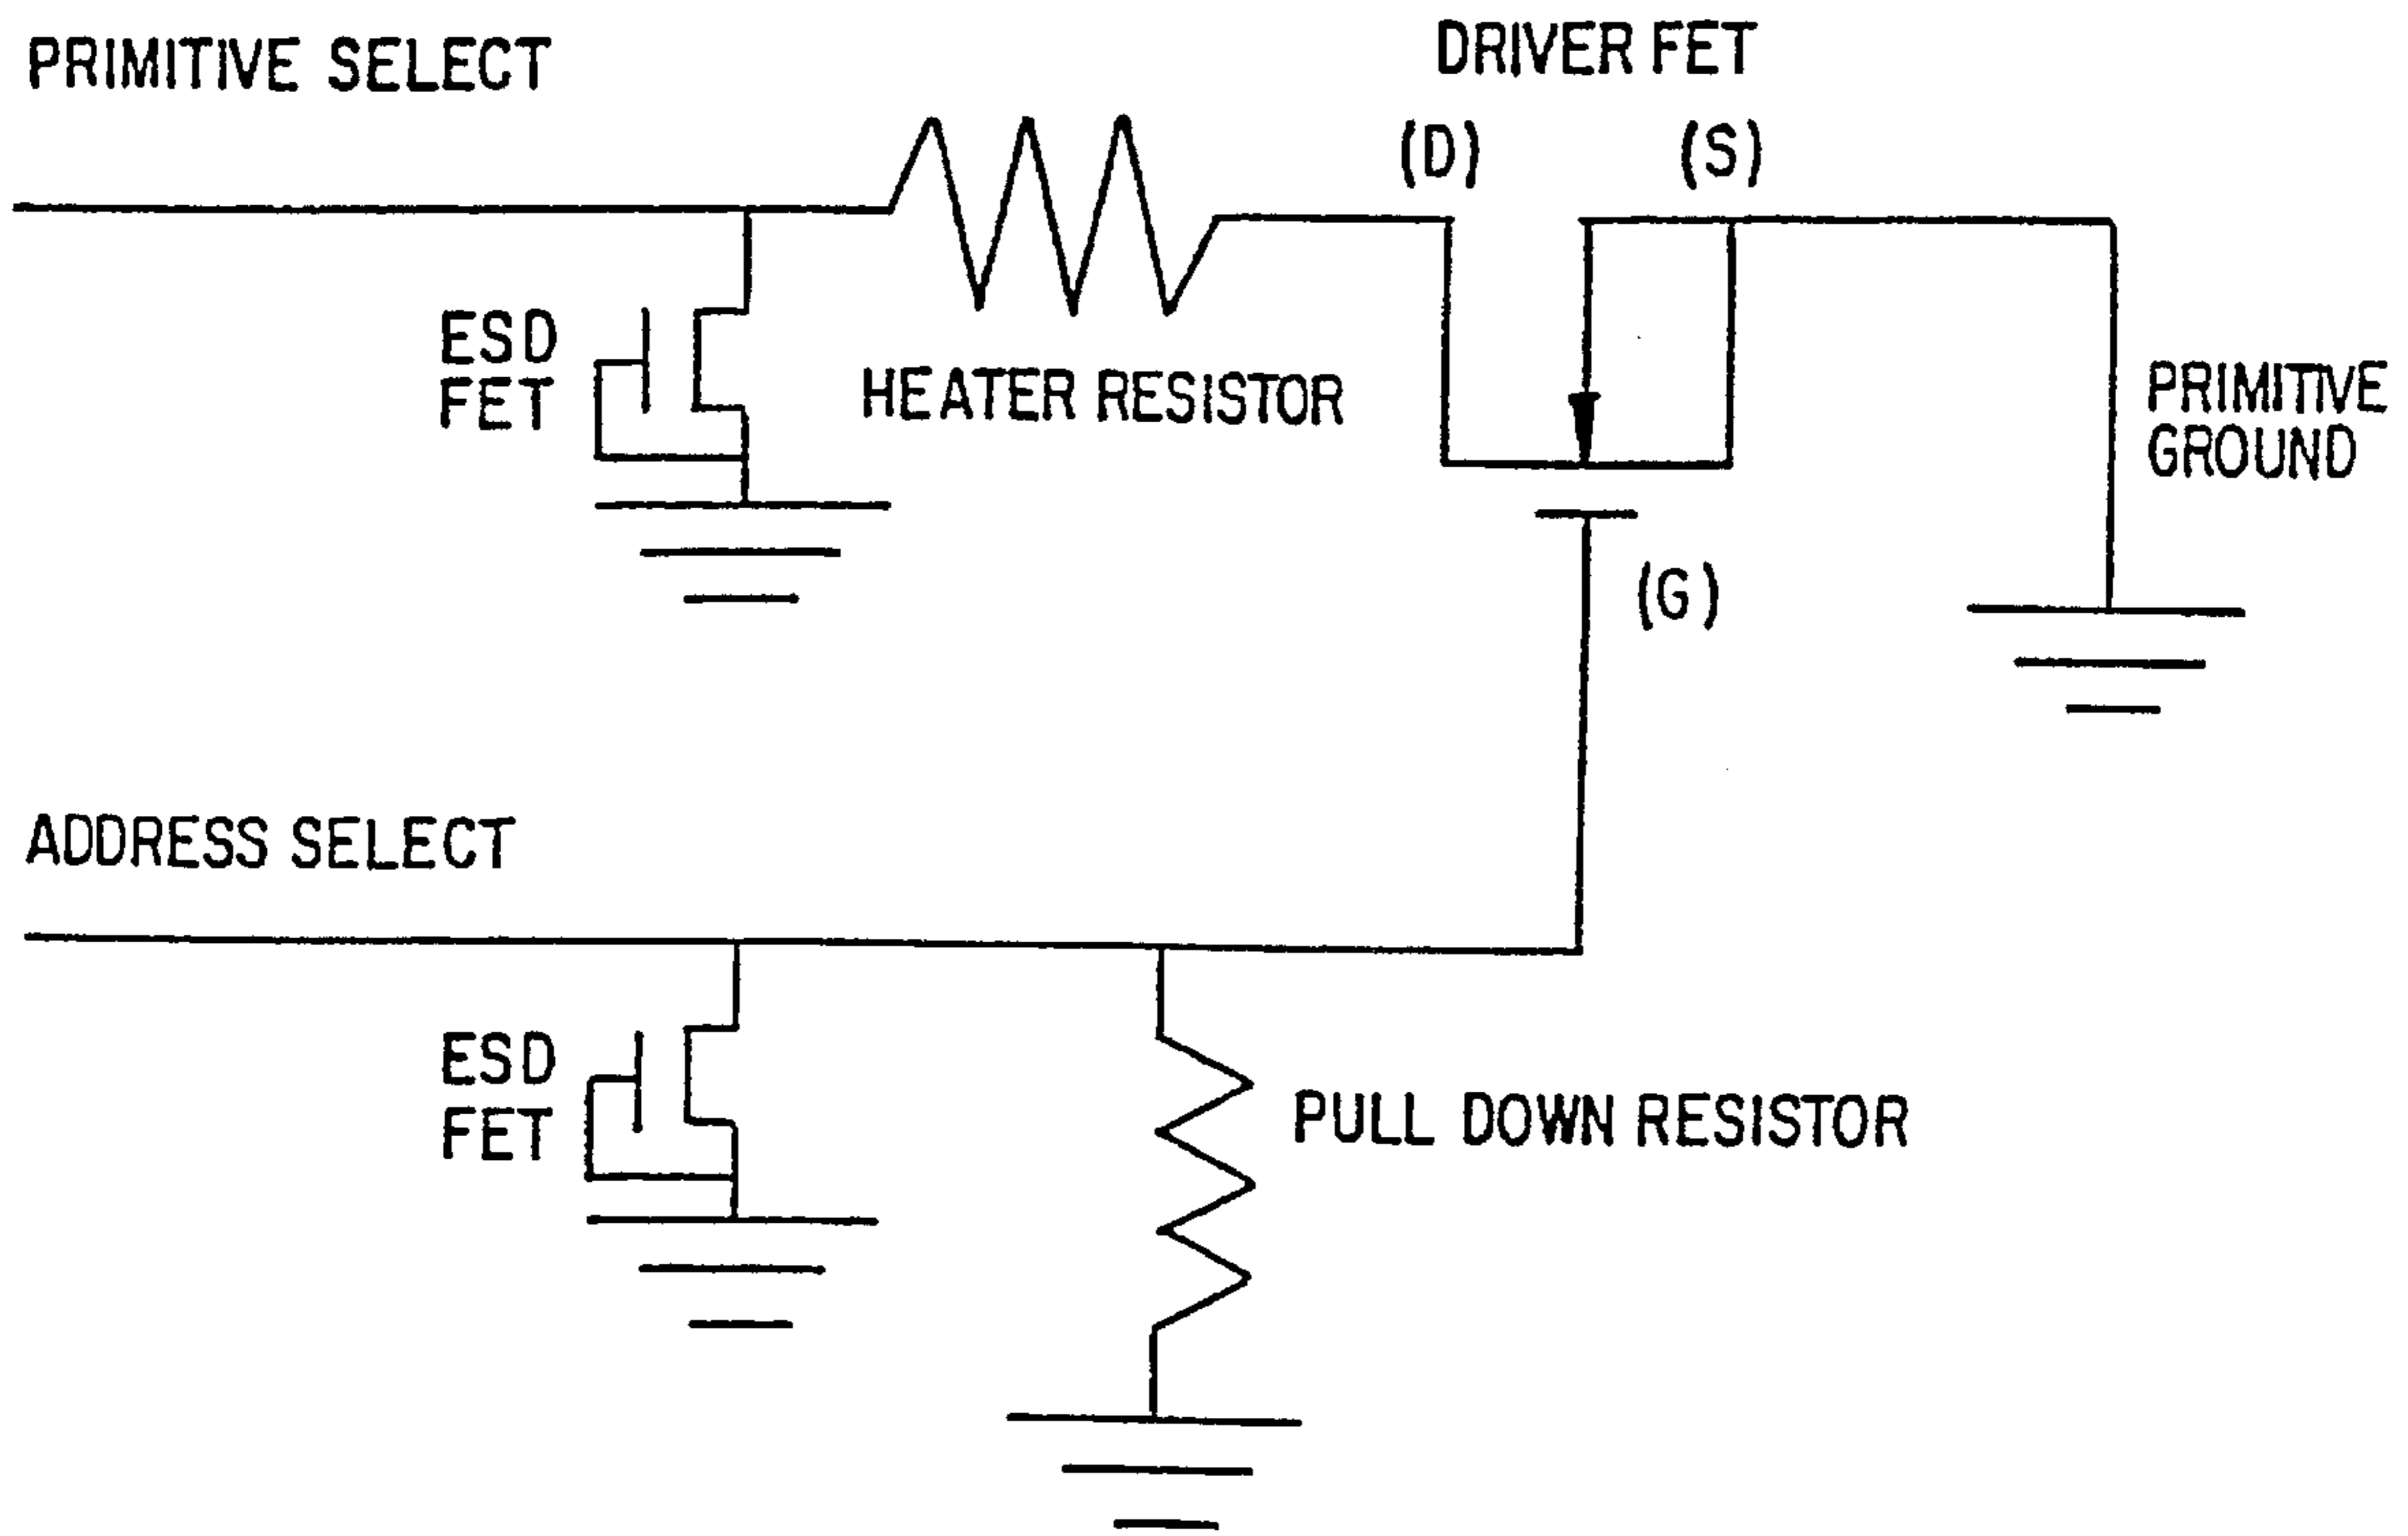 PRIMITIVE SELECT
DRIVER FET
(D)
(S)
ESD
FET
HEATER RESISTOR
PRIMITIVE
GROUND
(G)
ADDRESS SELECT
ESD
FET
PULL DOWN RESISTOR